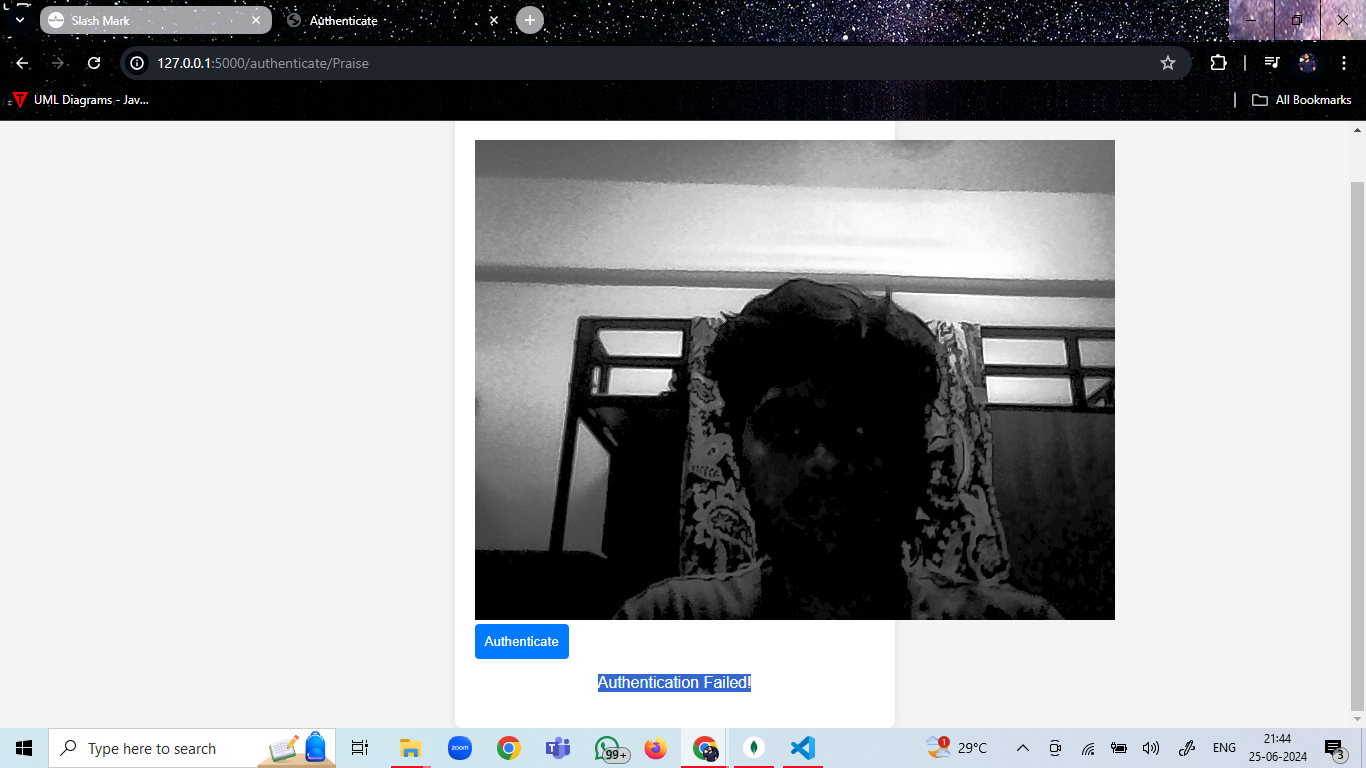 Slash Mark
Authenticate
127.0.0.1:5000/authenticate/Praise
UML Diagrams - Jav...
All Bookmarks
Authenticate
Authentication Failed!
Type here to search
zoom
99+
1
29°C
ENG
21:44
25-06-2024
3